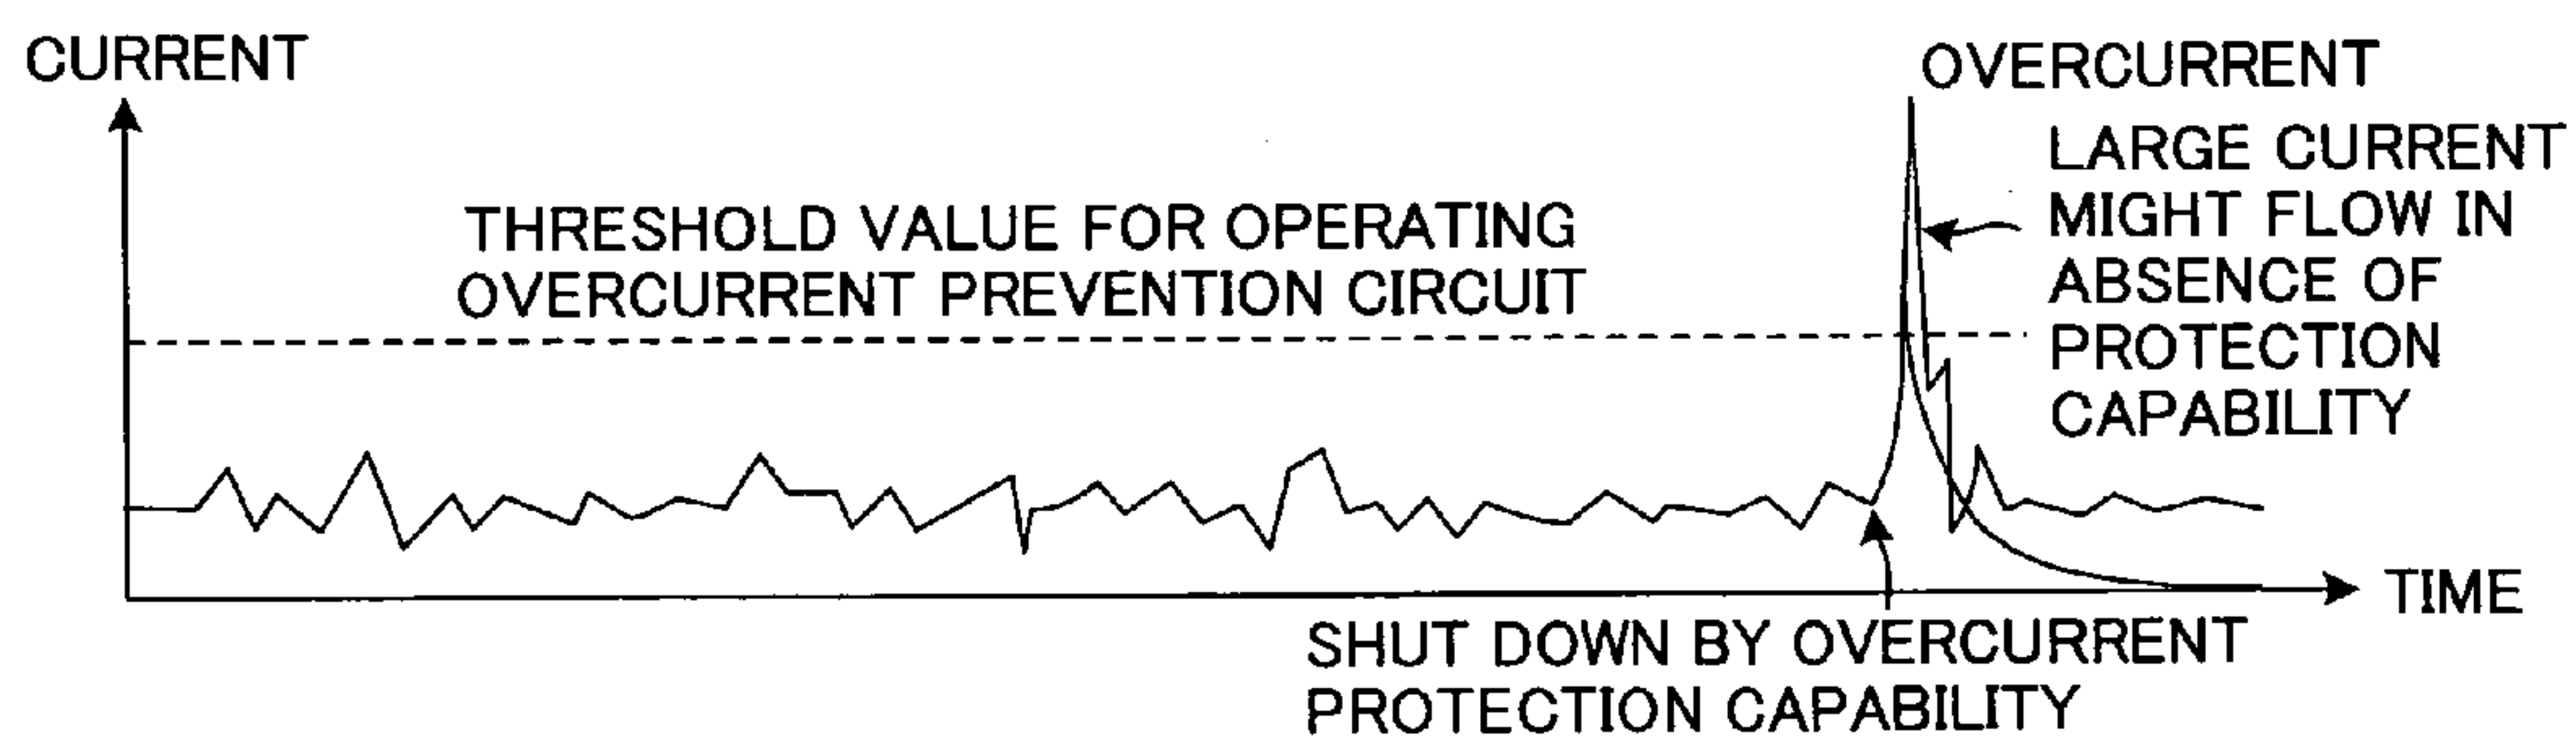 CURRENT
OVERCURRENT
LARGE CURRENT
MIGHT FLOW IN
ABSENCE OF
PROTECTION
CAPABILITY
THRESHOLD VALUE FOR OPERATING
OVERCURRENT PREVENTION CIRCUIT
TIME
SHUT DOWN BY OVERCURRENT
PROTECTION CAPABILITY